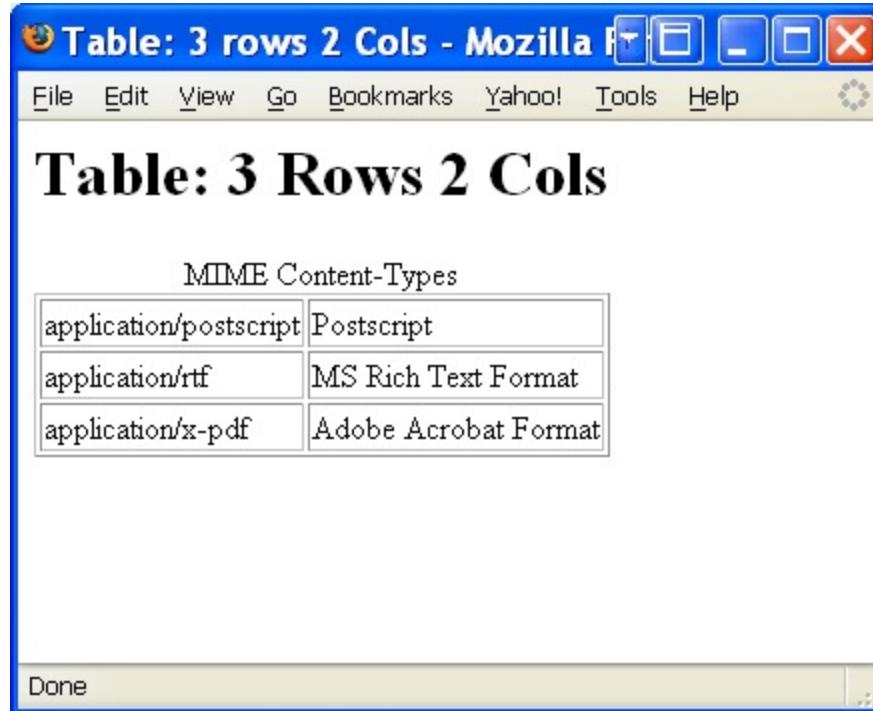 Table: 3 rows 2 Cols - Mozilla
File Edit View Go Bookmarks Yahoo! Tools Help
Table: 3 Rows 2 Cols
MIME Content-Types
application/postscript Postscript
application/rtf MS Rich Text Format
application/x-pdf Adobe Acrobat Format
Done